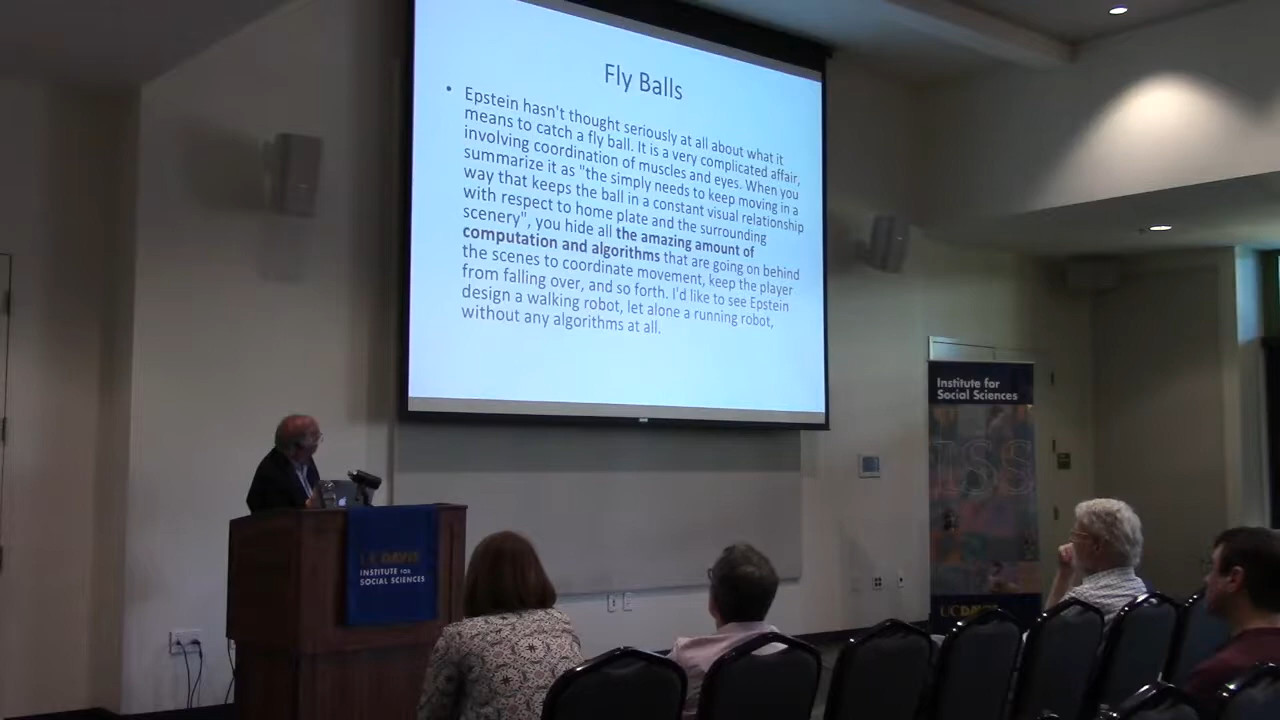 Fly Balls
• Epstein hasn't thought seriously at all about what it
means to catch a fly ball. It is a very complicated affair,
involving coordination of muscles and eyes. When you
summarize it as "the simply needs to keep moving in a
way that keeps the ball in a constant visual relationship
with respect to home plate and the surrounding
scenery", you hide all the amazing amount of
computation and algorithms that are going on behind
the scenes to coordinate movement, keep the player
from falling over, and so forth. I'd like to see Epstein
design a walking robot, let alone a running robot,
without any algorithms at all.
Institute for
Social Sciences
ISS
UC DAVIS
UC DAVIS
INSTITUTE FOR
SOCIAL SCIENCES